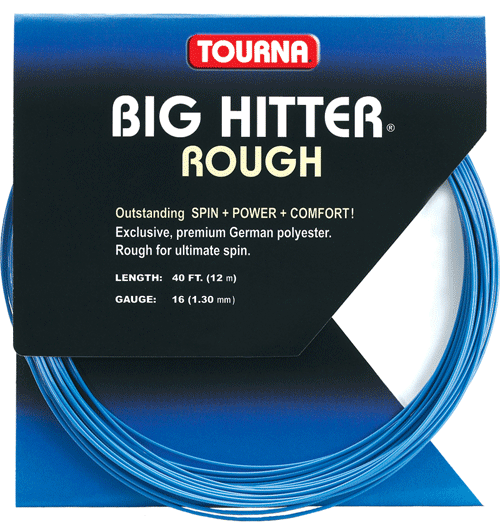 TOURNA
BIG HITTER®
ROUGH
Outstanding SPIN + POWER + COMFORT!
Exclusive, premium German polyester.
Rough for ultimate spin.
LENGTH: 40 FT. (12 m)
GAUGE: 16 (1.30 mm)